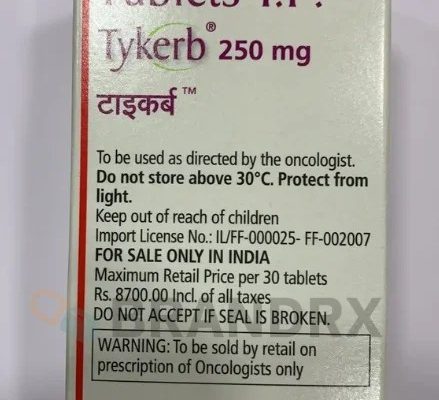 Tablets I.P.
Tykerb® 250 mg
टाइकर्ब ™
To be used as directed by the oncologist.
Do not store above 30°C. Protect from
light.
Keep out of reach of children
Import License No.: IL/FF-000025- FF-002007
FOR SALE ONLY IN INDIA
Maximum Retail Price per 30 tablets
Rs. 8700.00 Incl. of all taxes
BRANDRX
DO NOT ACCEPT IF SEAL IS BROKEN.
WARNING: To be sold by retail on
prescription of Oncologists only